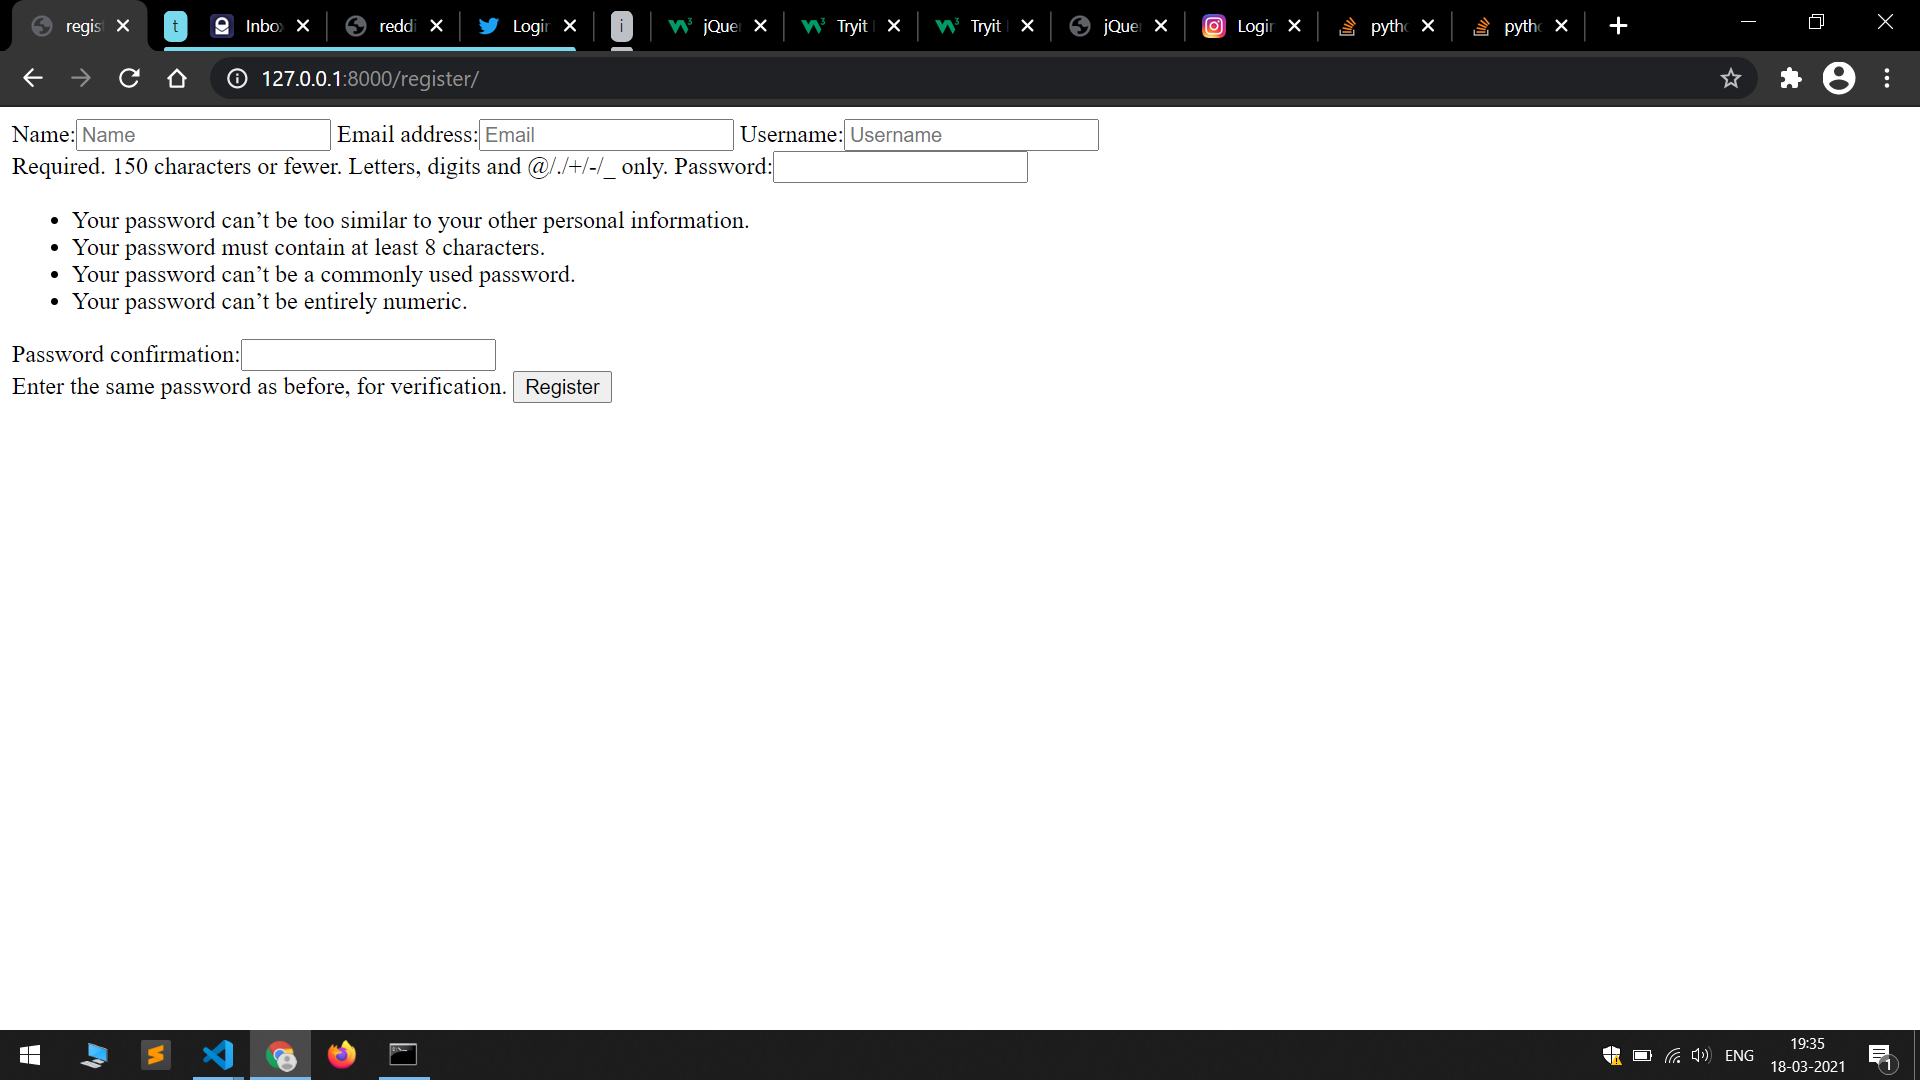 regis t Inbo reddi Login i jQuer Tryit Tryit jQuer Login pytho pytho
127.0.0.1:8000/register/
Name: Name Email address: Email Username: Username
Required. 150 characters or fewer. Letters, digits and @/./+/-/_ only. Password:
• Your password can’t be too similar to your other personal information.
• Your password must contain at least 8 characters.
• Your password can’t be a commonly used password.
• Your password can’t be entirely numeric.
Password confirmation:
Enter the same password as before, for verification. Register
ENG
19:35
18-03-2021
1